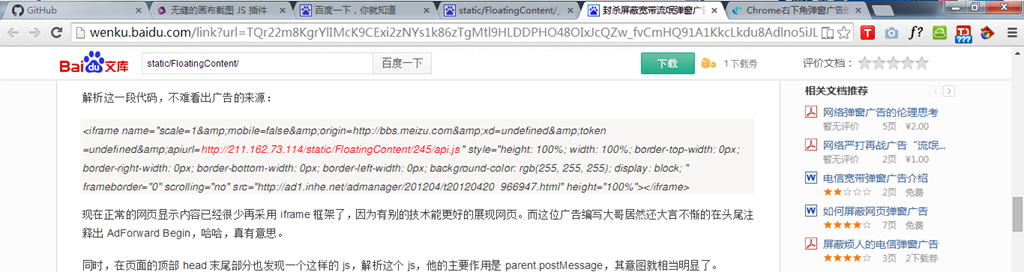 GitHub
无缝的画布截图 JS 插件
百度一下，你就知道
static/FloatingContent/
封杀屏蔽宽带流氓弹窗广
Chrome右下角弹窗广告
wenku.baidu.com/link?url=TQr22m8KgrYlIMcK9CExi2zNYs1k86zTgMtl9HLDDPHO48OIxJcQZw_fvCmHQ91A1KkcLkdu8Adlno5iJL
Baidu文库
static/FloatingContent/
百度一下
下载
1下载券
评价文档：
解析这一段代码，不难看出广告的来源：
<iframe name="scale=1&amp;mobile=false&amp;origin=http://bbs.meizu.com&amp;xd=undefined&amp;token
=undefined&amp;apiurl=http://211.162.73.114/static/FloatingContent/245/api.js" style="height: 100%; width: 100%; border-top-width: 0px;
border-right-width: 0px; border-bottom-width: 0px; border-left-width: 0px; background-color: rgb(255, 255, 255); display: block; "
frameborder="0" scrolling="no" src="http://ad1.inhe.net/admanager/201204/t20120420_966947.html" height="100%"></iframe>
现在正常的网页显示内容已经很少再采用 iframe 框架了，因为有别的技术能更好的展现网页。而这位广告编写大哥居然还大言不惭的在头尾注
释出 AdForward Begin，哈哈，真有意思。
同时，在页面的顶部 head 末尾部分也发现一个这样的 js，解析这个 js，他的主要作用是 parent.postMessage，其意图就相当明显了。
相关文档推荐
网络弹窗广告的伦理思考
暂无评价 5页 ¥2.00
网络严打再战广告 “流氓...
暂无评价 2页 ¥1.00
电信宽带弹窗广告介绍
2页 免费
如何屏蔽网页弹窗广告
7页 免费
屏蔽烦人的电信弹窗广告
3页 2下载券